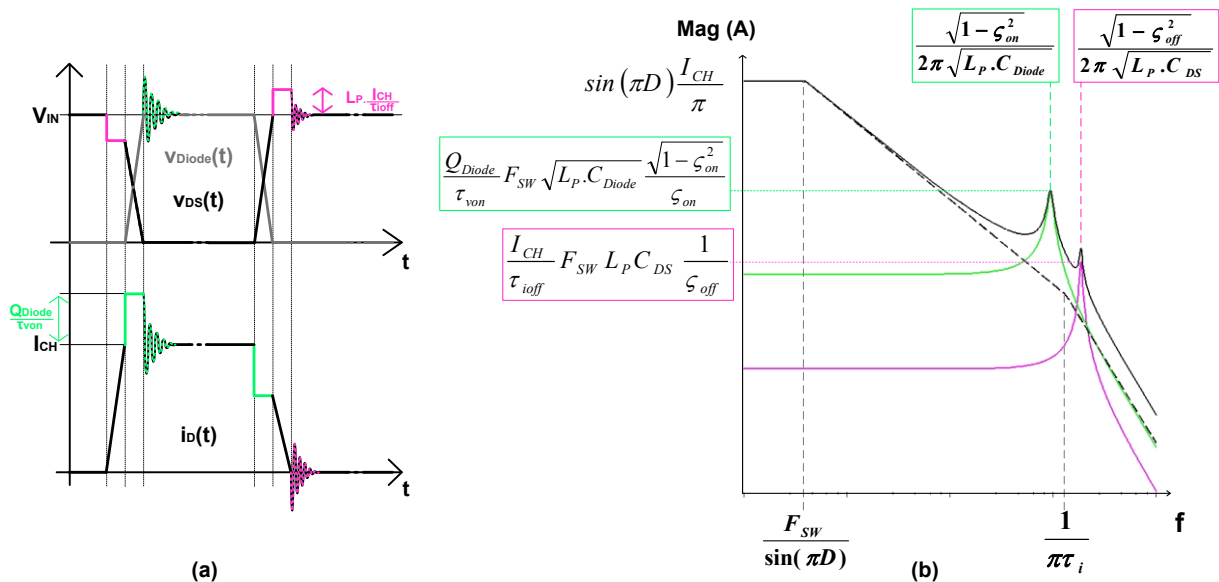 V_IN
L_P · I_CH / τ_ioff
v_Diode(t)
v_DS(t)
t
Q_Diode / τ_von
I_CH
i_D(t)
t
(a)
Mag (A)
√(1 − ς_on²) / (2π√(L_P . C_Diode))
√(1 − ς_off²) / (2π√(L_P . C_DS))
sin(πD) I_CH / π
Q_Diode / τ_von F_SW √(L_P . C_Diode) √(1 − ς_on²) / ς_on
I_CH / τ_ioff F_SW L_P C_DS 1 / ς_off
f
F_SW / sin(πD)
1 / πτ_i
(b)